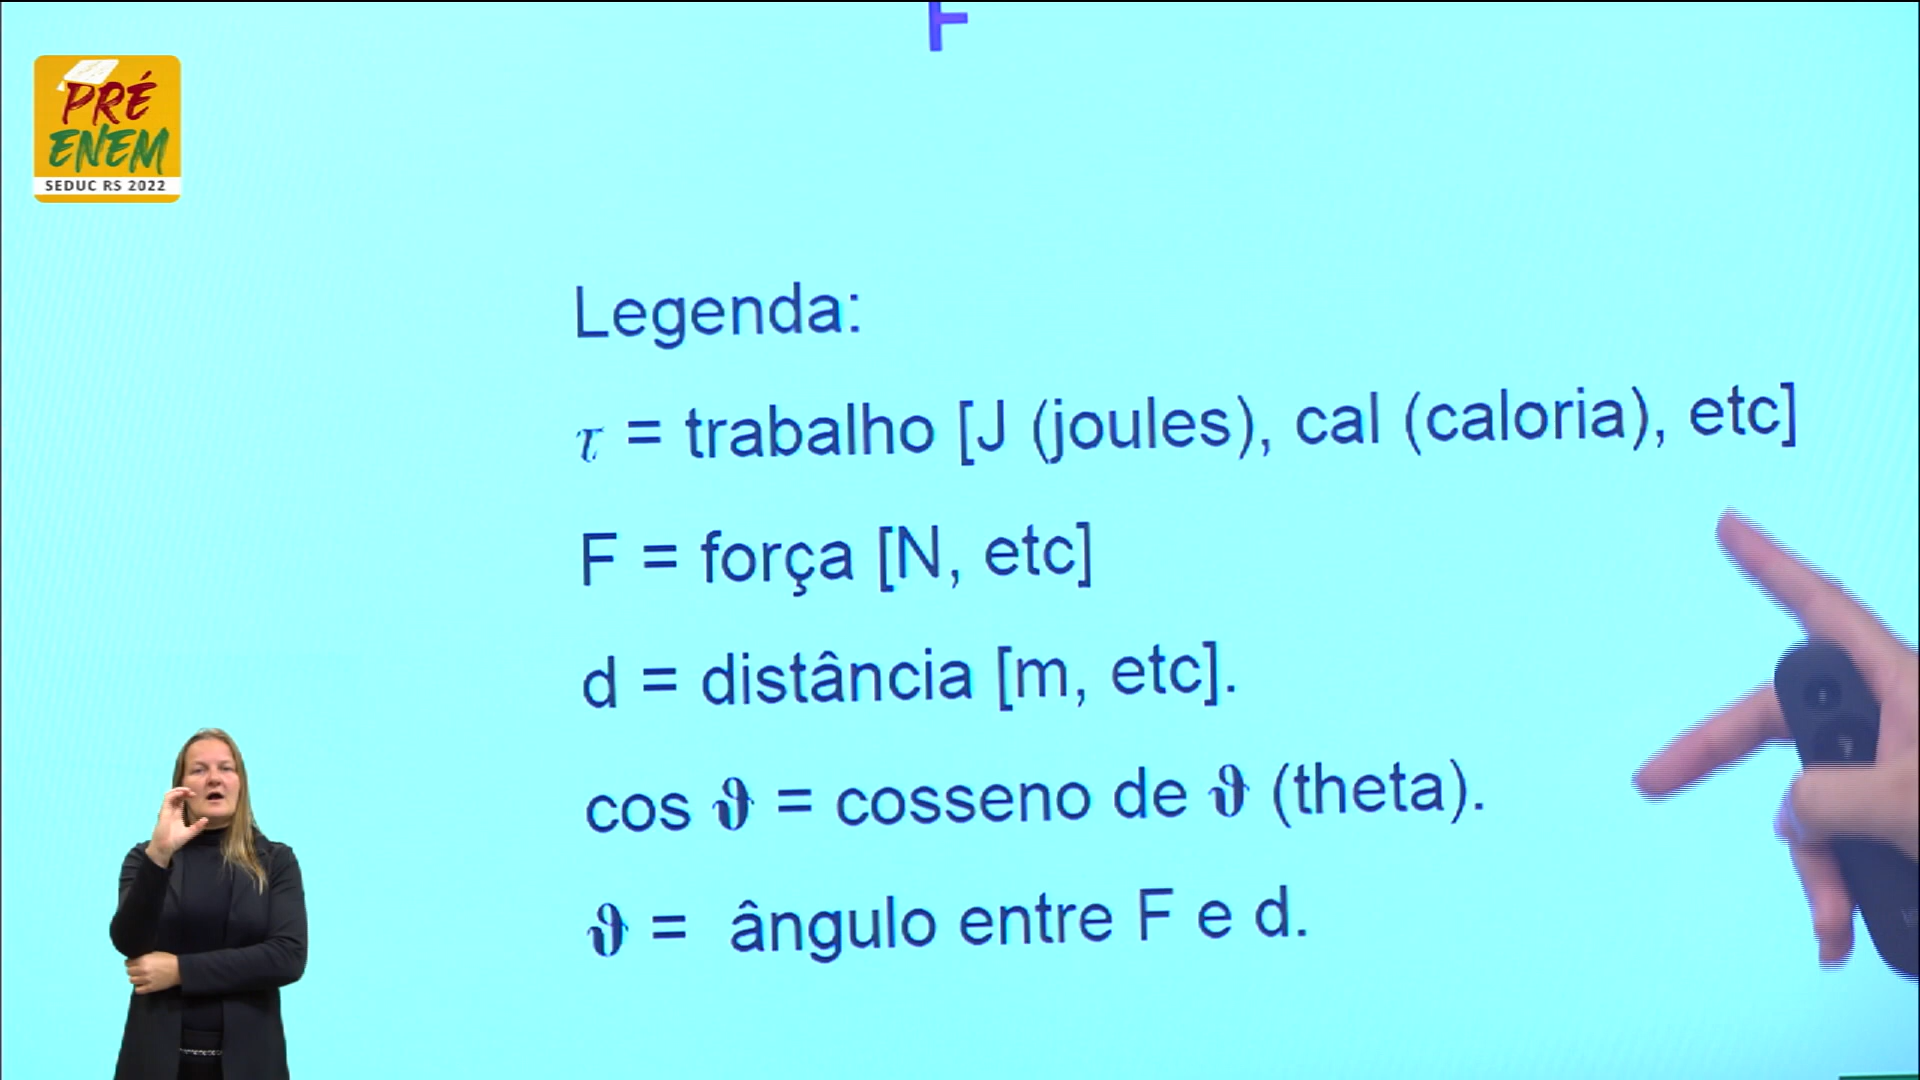 F
PRÉ
ENEM
SEDUC RS 2022
Legenda:
τ = trabalho [J (joules), cal (caloria), etc]
F = força [N, etc]
d = distância [m, etc].
cos ϑ = cosseno de ϑ (theta).
ϑ = ângulo entre F e d.